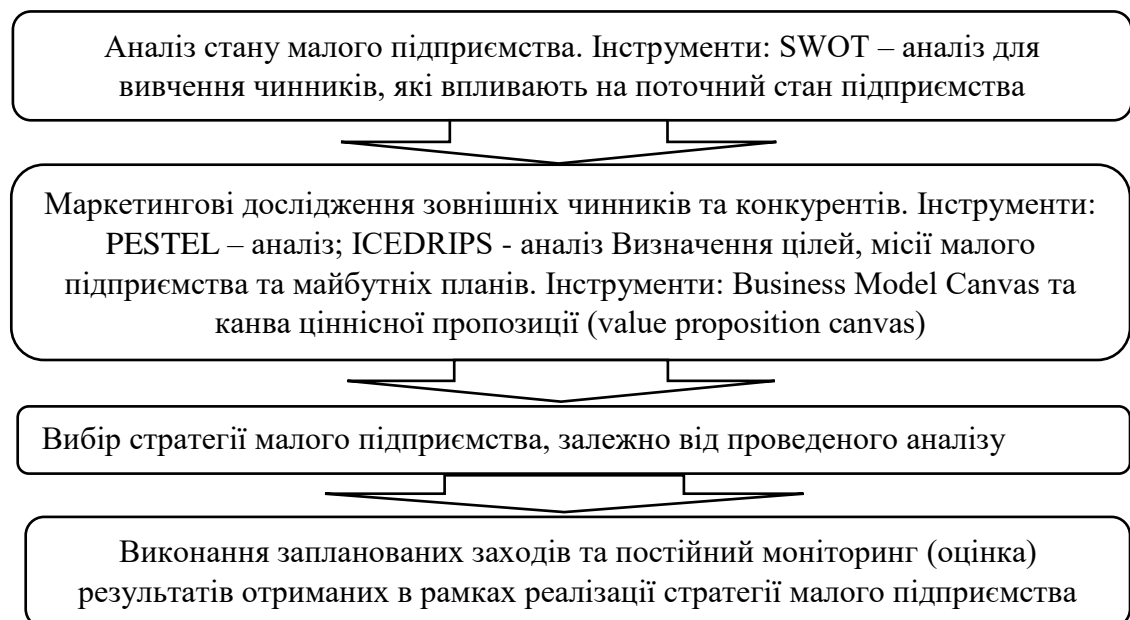 Аналіз стану малого підприємства. Інструменти: SWOT – аналіз для
вивчення чинників, які впливають на поточний стан підприємства
Маркетингові дослідження зовнішніх чинників та конкурентів. Інструменти:
PESTEL – аналіз; ICEDRIPS - аналіз Визначення цілей, місії малого
підприємства та майбутніх планів. Інструменти: Business Model Canvas та
канва ціннісної пропозиції (value proposition canvas)
Вибір стратегії малого підприємства, залежно від проведеного аналізу
Виконання запланованих заходів та постійний моніторинг (оцінка)
результатів отриманих в рамках реалізації стратегії малого підприємства